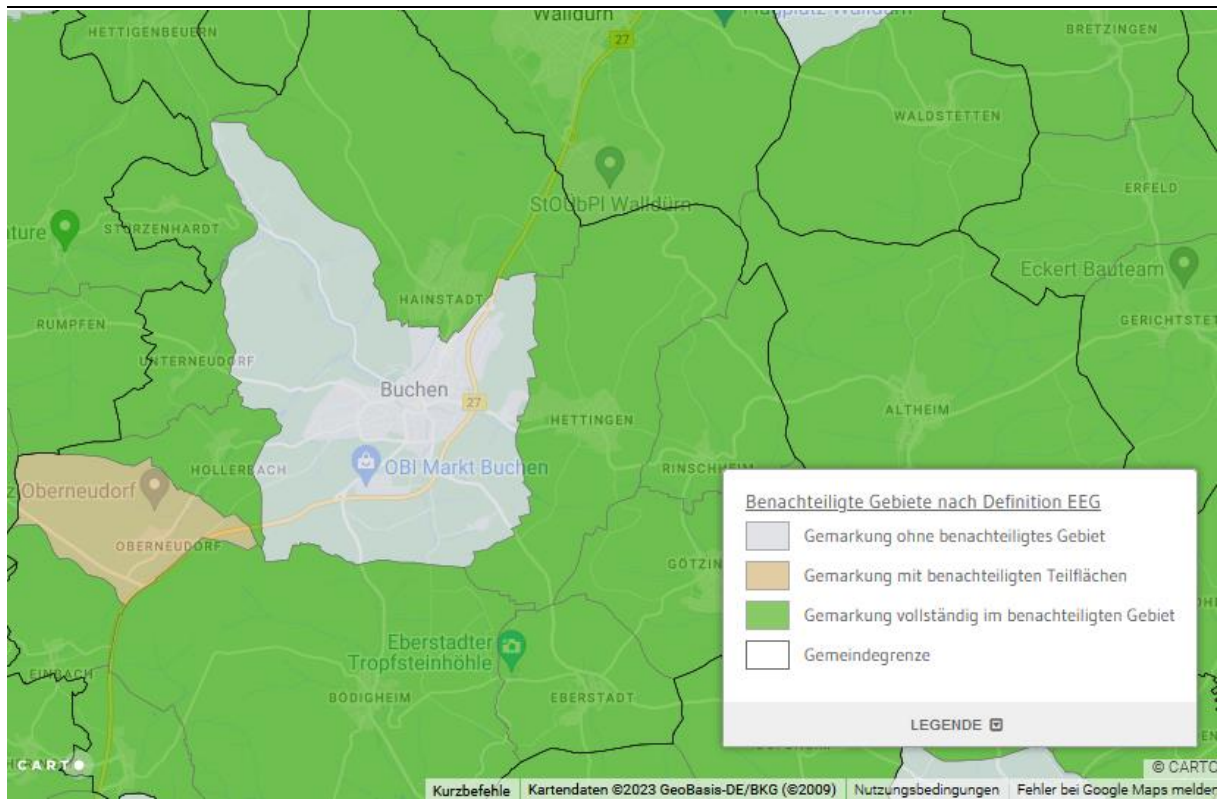 Walldürn
Flugplatz Walldürn
HETTIGENBEUERN
27
BRETZINGEN
WALDSTETTEN
StOÜbPl Walldürn
ERFELD
ture
STÜRZENHARDT
Eckert Bauteam
HAINSTADT
RUMPFEN
GERICHTSTET
UNTERNEUDORF
Buchen
27
ALTHEIM
HETTINGEN
HOLLERBACH
OBI Markt Buchen
RINSCHHEIM
z Oberneudorf
OBERNEUDORF
GÖTZIN
Eberstadter
Tropfsteinhöhle
EINBACH
BÖDIGHEIM
EBERSTADT
Benachteiligte Gebiete nach Definition EEG
Gemarkung ohne benachteiligtes Gebiet
Gemarkung mit benachteiligten Teilflächen
Gemarkung vollständig im benachteiligten Gebiet
Gemeindegrenze
LEGENDE
CARTO
© CARTO
Kurzbefehle
Kartendaten ©2023 GeoBasis-DE/BKG (©2009)
Nutzungsbedingungen
Fehler bei Google Maps melden